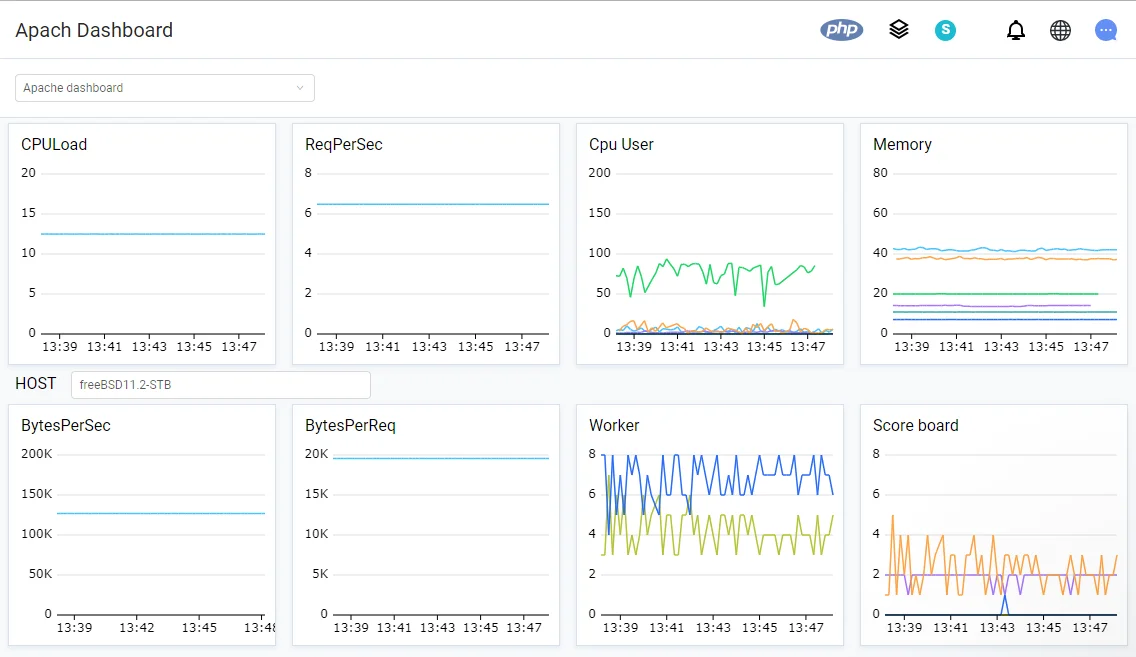 Apach Dashboard
php
S
Apache dashboard
CPULoad
20
15
10
5
0
13:39 13:41 13:43 13:45 13:47
ReqPerSec
8
6
4
2
0
13:39 13:41 13:43 13:45 13:47
Cpu User
200
150
100
50
0
13:39 13:41 13:43 13:45 13:47
Memory
80
60
40
20
0
13:39 13:41 13:43 13:45 13:47
HOST freeBSD11.2-STB
BytesPerSec
200K
150K
100K
50K
0
13:39 13:42 13:45 13:48
BytesPerReq
20K
15K
10K
5K
0
13:39 13:41 13:43 13:45 13:47
Worker
8
6
4
2
0
13:39 13:41 13:43 13:45 13:47
Score board
8
6
4
2
0
13:39 13:41 13:43 13:45 13:47